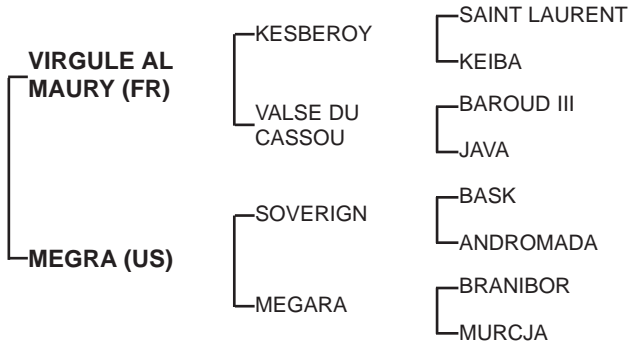 SAINT LAURENT
KESBEROY
VIRGULE AL
MAURY (FR)
KEIBA
BAROUD III
VALSE DU
CASSOU
JAVA
BASK
SOVERIGN
ANDROMADA
MEGRA (US)
BRANIBOR
MEGARA
MURCJA